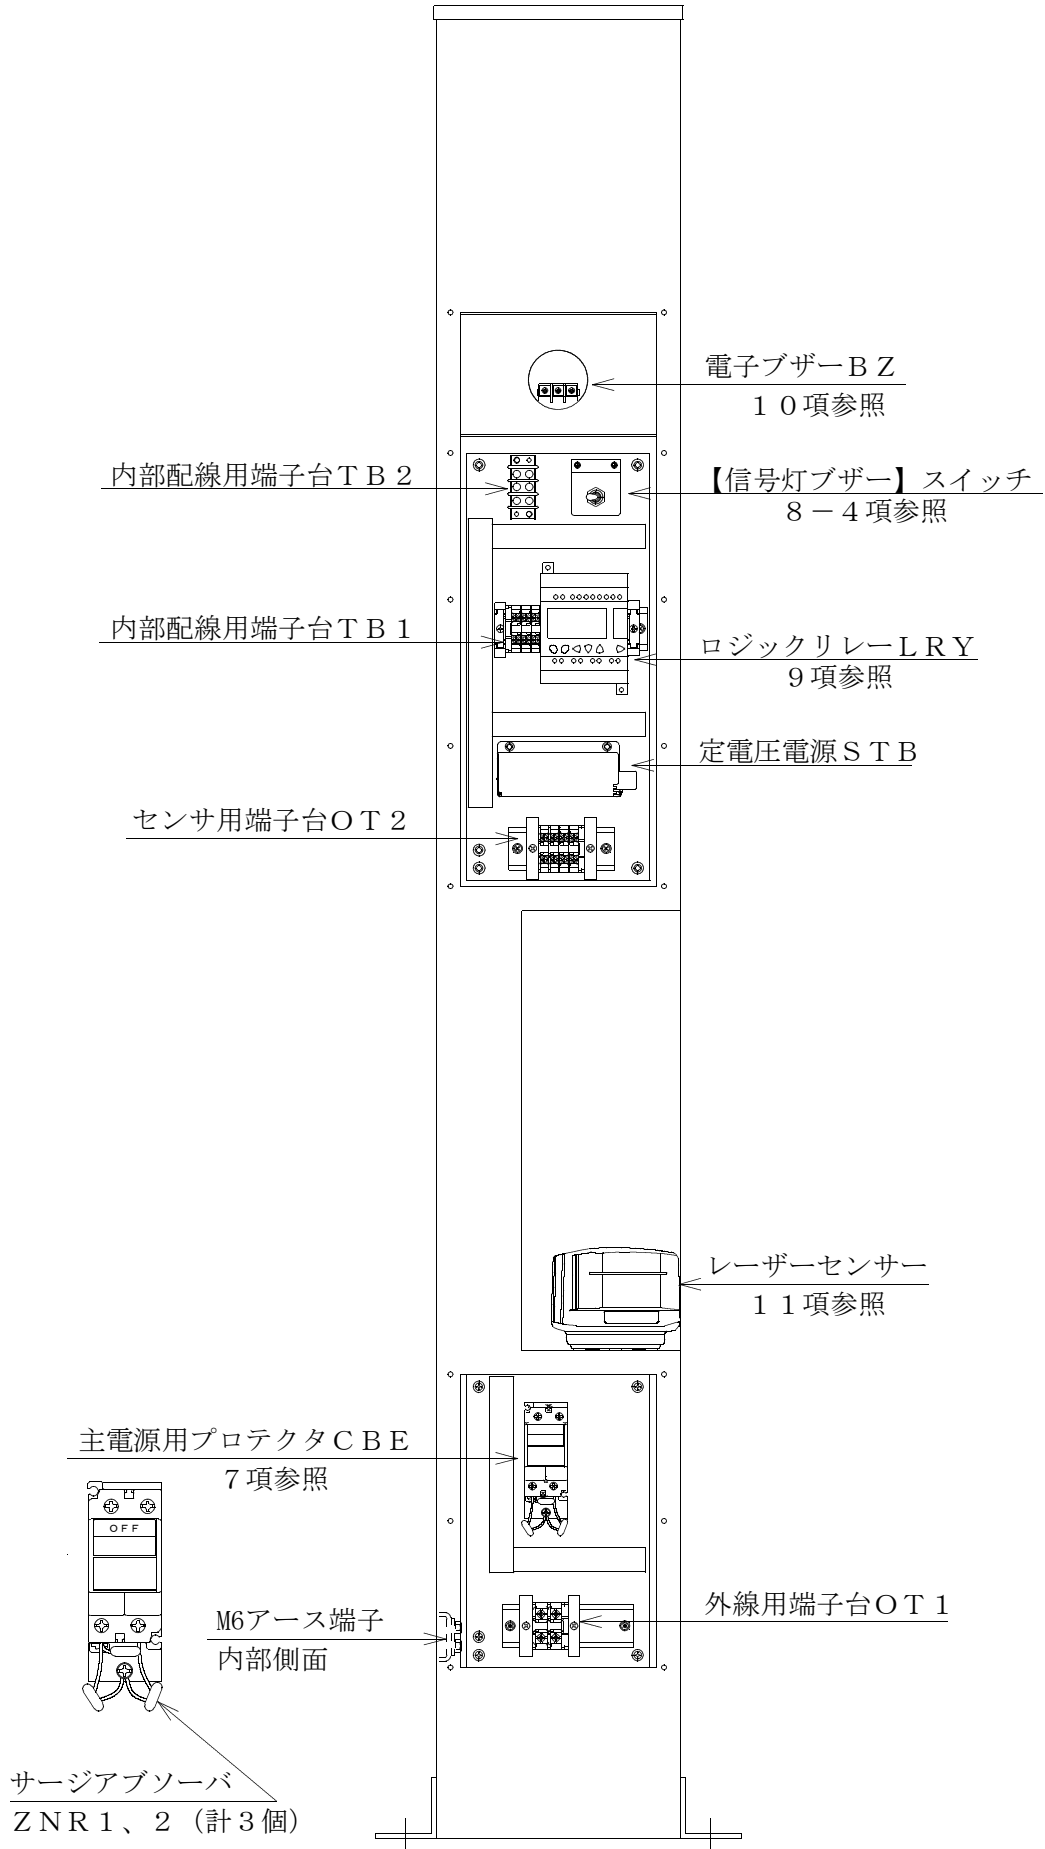 電子ブザーＢＺ
１０項参照
内部配線用端子台ＴＢ２
【信号灯ブザー】スイッチ
８－４項参照
内部配線用端子台ＴＢ１
ロジックリレーＬＲＹ
９項参照
定電圧電源ＳＴＢ
センサ用端子台ＯＴ２
レーザーセンサー
１１項参照
主電源用プロテクタＣＢＥ
７項参照
OFF
外線用端子台ＯＴ１
M6アース端子
内部側面
サージアブソーバ
ＺＮＲ１、２（計３個）